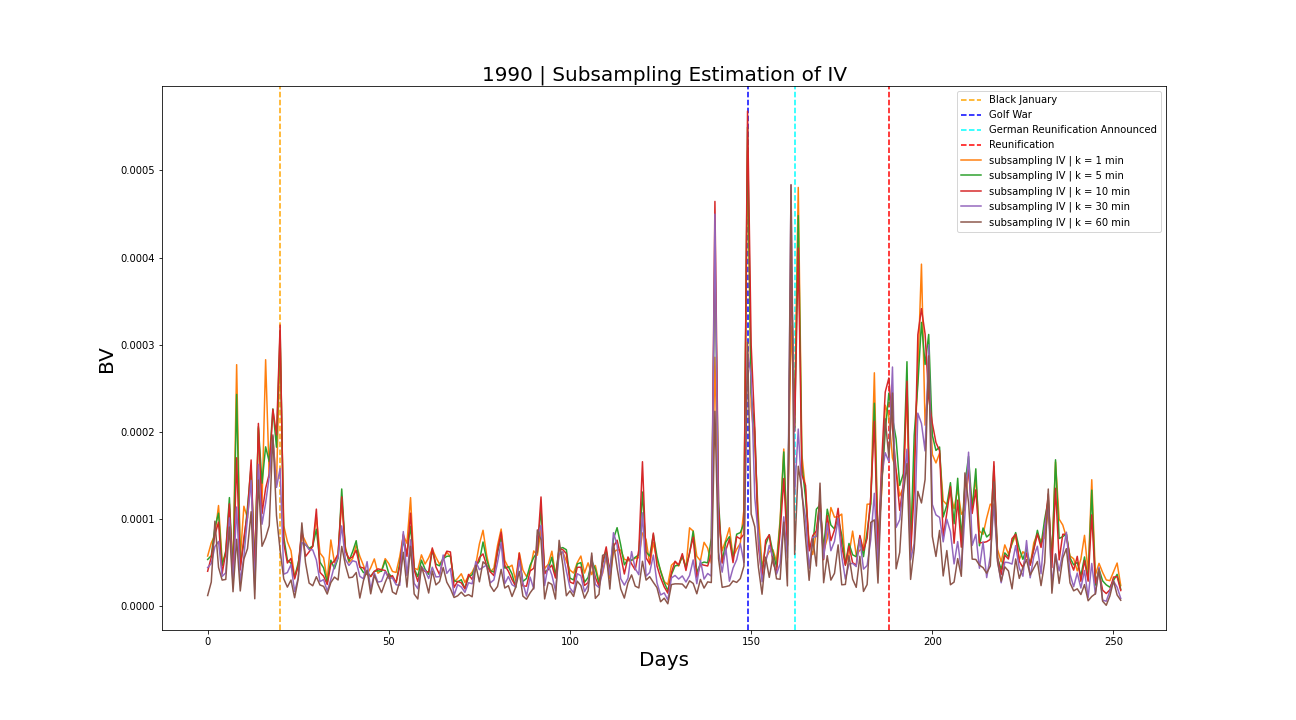 1990 | Subsampling Estimation of IV
BV
0.0005
0.0004
0.0003
0.0002
0.0001
0.0000
0
50
100
150
200
250
Days
Black January
Golf War
German Reunification Announced
Reunification
subsampling IV | k = 1 min
subsampling IV | k = 5 min
subsampling IV | k = 10 min
subsampling IV | k = 30 min
subsampling IV | k = 60 min